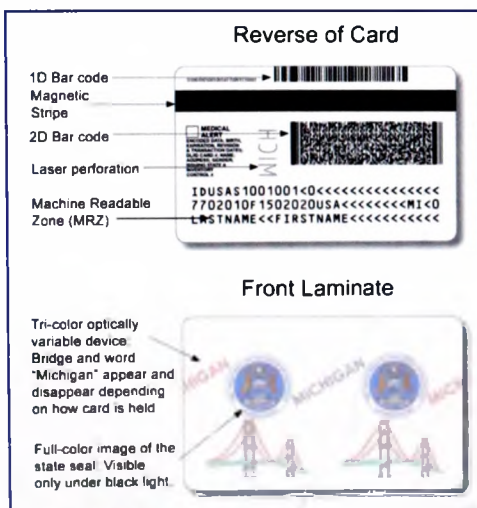 Reverse of Card
1D Bar code
Magnetic
Stripe
2D Bar code
Laser perforation
Machine Readable
Zone (MRZ)
MEDICAL
ALERT
MICH
IDUSAS1001001<0<<<<<<<<<<<<<<<
7702010F1502020USA<<<<<<<<MI<0
LASTNAME<<FIRSTNAME<<<<<<<<<<<
Front Laminate
Tri-color optically
variable device:
Bridge and word
"Michigan" appear and
disappear depending
on how card is held
Full-color image of the
state seal. Visible
only under black light.
MICHIGAN
MICHIGAN